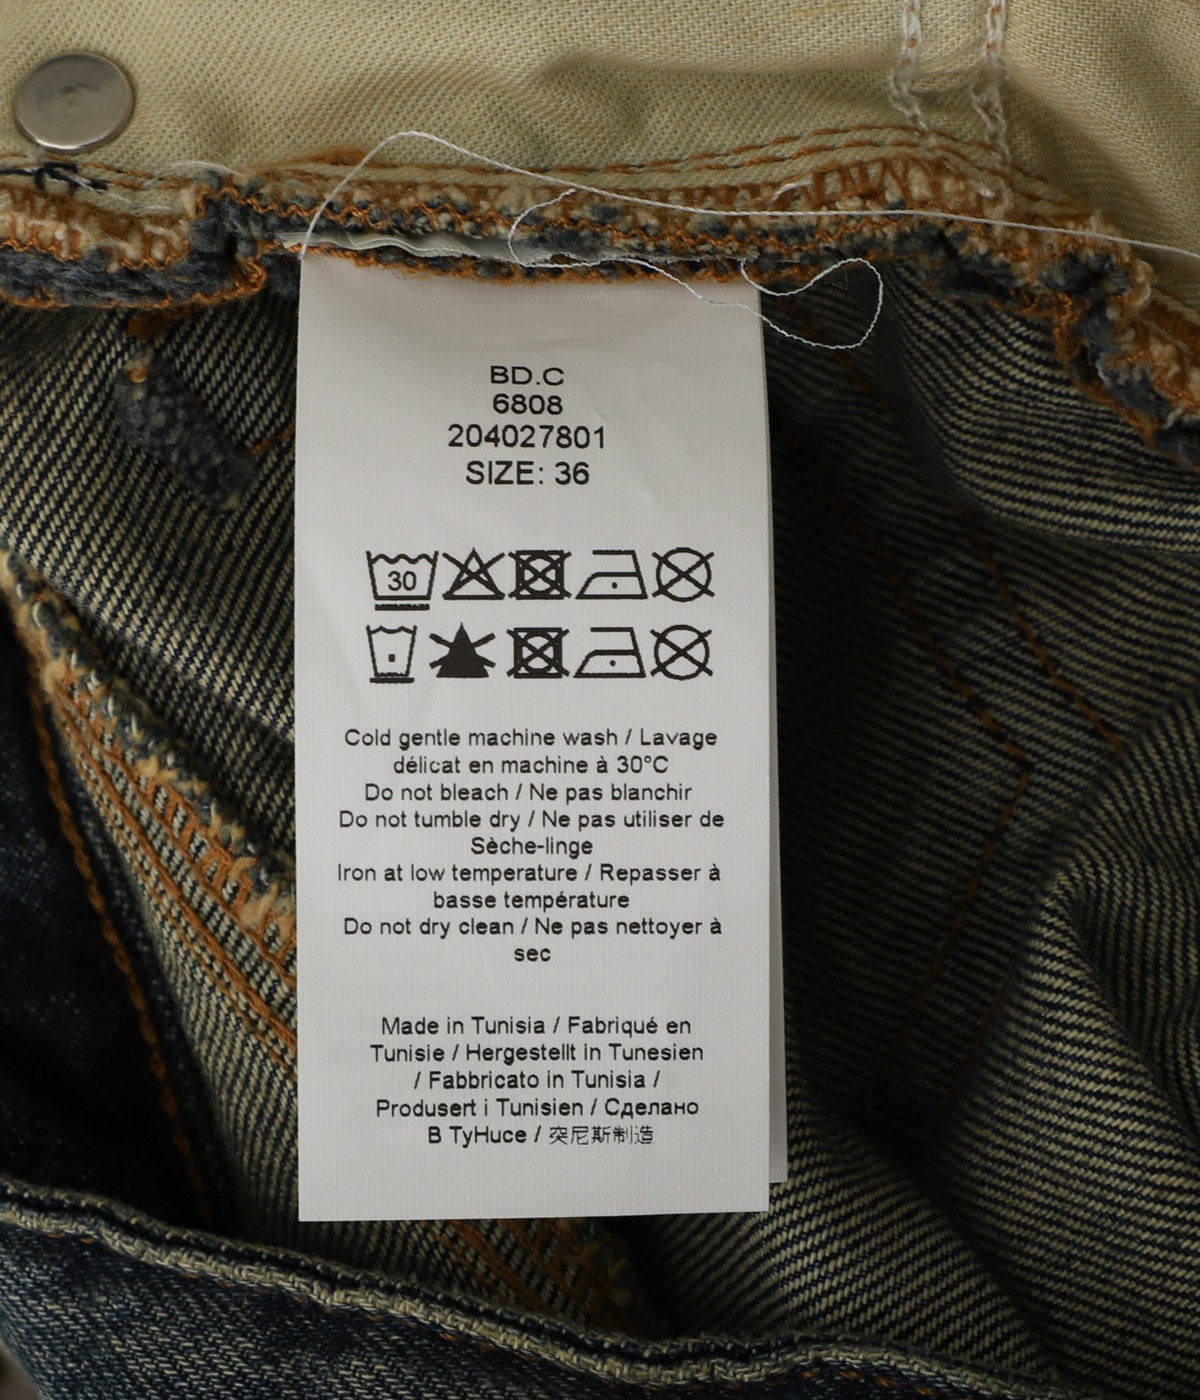 BD.C
6808
204027801
SIZE: 36
30
Cold gentle machine wash / Lavage
délicat en machine à 30°C
Do not bleach / Ne pas blanchir
Do not tumble dry / Ne pas utiliser de
Sèche-linge
Iron at low temperature / Repasser à
basse température
Do not dry clean / Ne pas nettoyer à
sec
Made in Tunisia / Fabriqué en
Tunisie / Hergestellt in Tunesien
/ Fabbricato in Tunisia /
Produsert i Tunisien / Сделано
В ТуНисе / 突尼斯制造